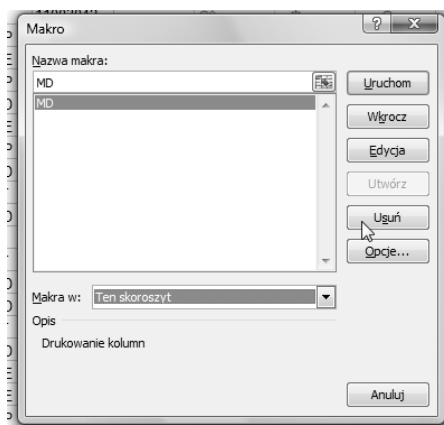 Makro
Nazwa makra:
MD
MD
Uruchom
Wkrocz
Edycja
Utwórz
Usuń
Opcje...
Makra w: Ten skoroszyt
Opis
Drukowanie kolumn
Anuluj